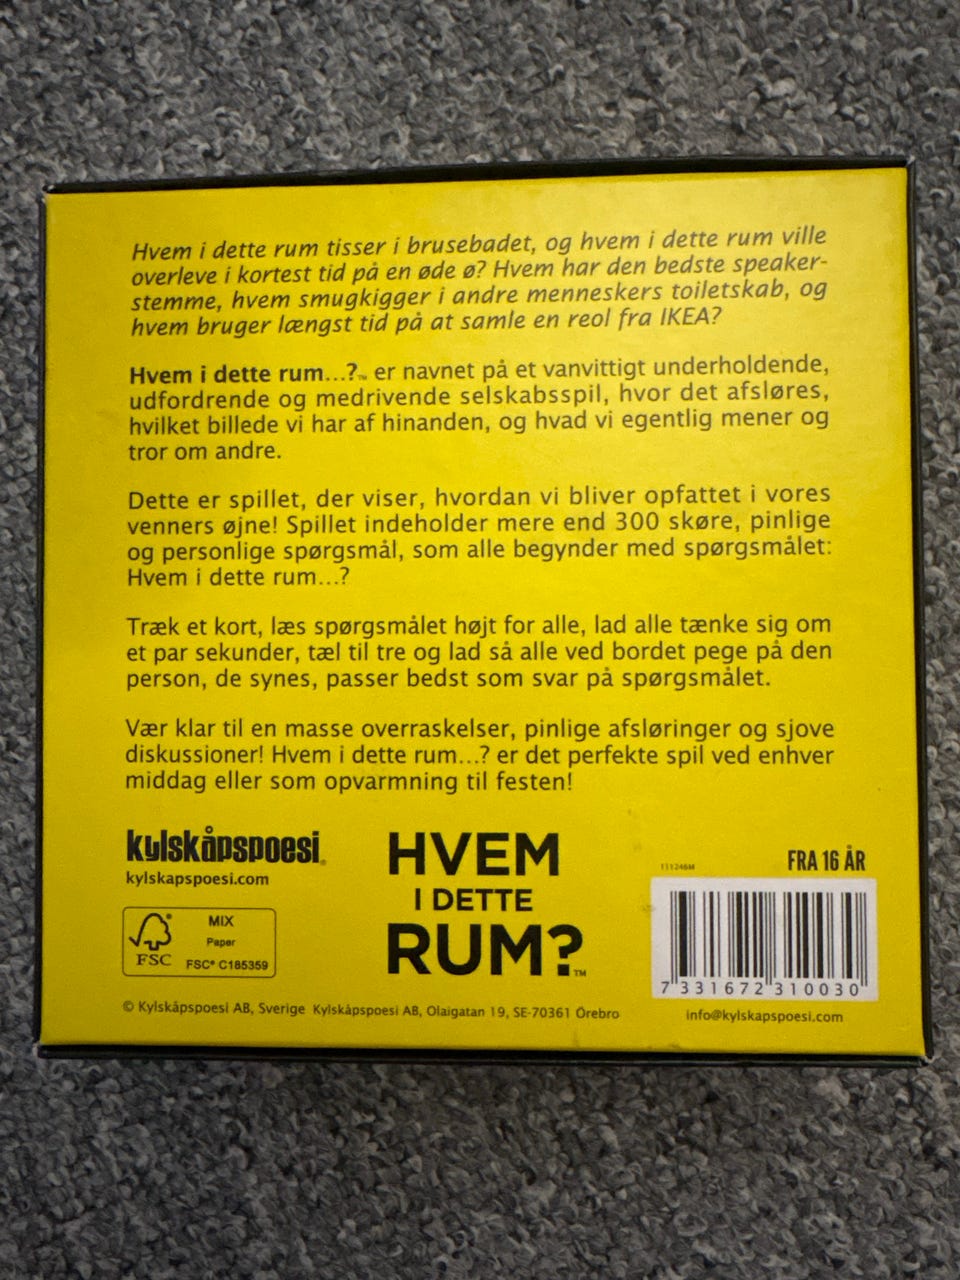 Hvem i dette rum tisser i brusebadet, og hvem i dette rum ville
overleve i kortest tid på en øde ø? Hvem har den bedste speaker-
stemme, hvem smugkigger i andre menneskers toiletskab, og
hvem bruger længst tid på at samle en reol fra IKEA?
Hvem i dette rum...?™ er navnet på et vanvittigt underholdende,
udfordrende og medrivende selskabsspil, hvor det afsløres,
hvilket billede vi har af hinanden, og hvad vi egentlig mener og
tror om andre.
Dette er spillet, der viser, hvordan vi bliver opfattet i vores
venners øjne! Spillet indeholder mere end 300 skøre, pinlige
og personlige spørgsmål, som alle begynder med spørgsmålet:
Hvem i dette rum...?
Træk et kort, læs spørgsmålet højt for alle, lad alle tænke sig om
et par sekunder, tæl til tre og lad så alle ved bordet pege på den
person, de synes, passer bedst som svar på spørgsmålet.
Vær klar til en masse overraskelser, pinlige afsløringer og sjove
diskussioner! Hvem i dette rum...? er det perfekte spil ved enhver
middag eller som opvarmning til festen!
kylskåpspoesi®
kylskapspoesi.com
FSC®
MIX
Paper
FSC® C185359
HVEM
I DETTE
RUM?™
111246M
FRA 16 ÅR
7 331672 310030
© Kylskåpspoesi AB, Sverige Kylskåpspoesi AB, Olaigatan 19, SE-70361 Örebro
info@kylskapspoesi.com